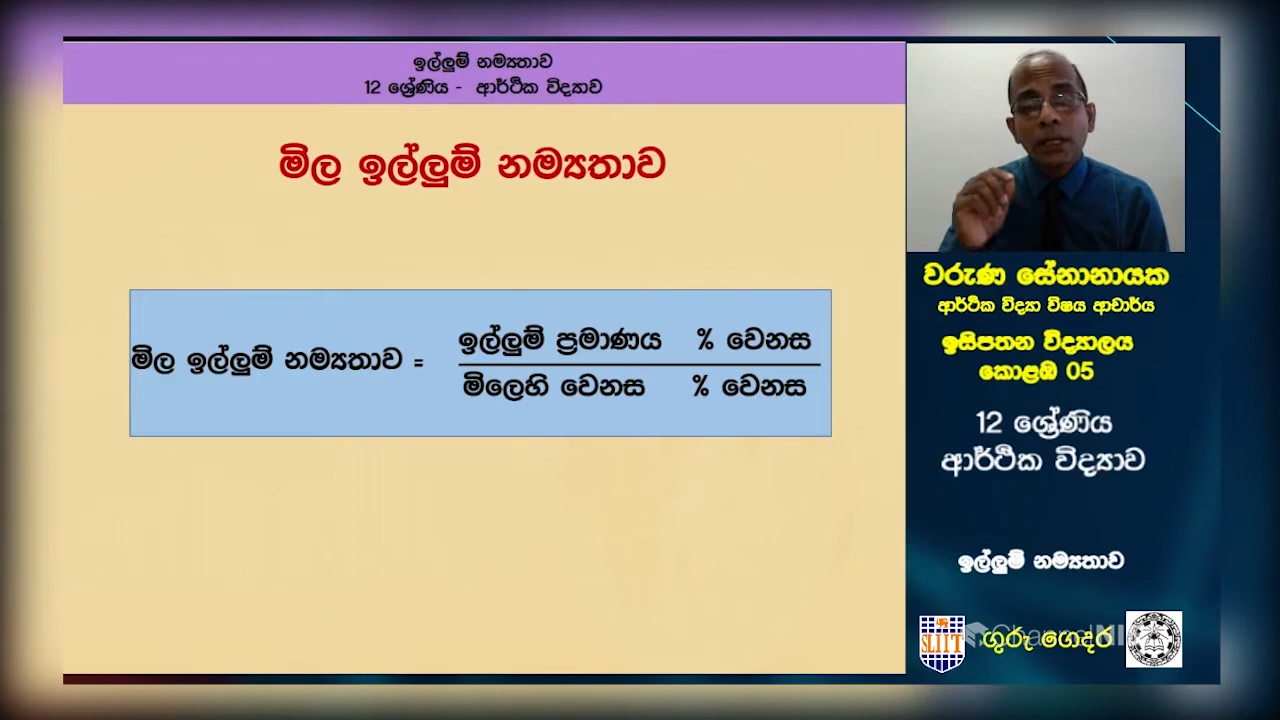 ඉල්ලුම් නම්‍යතාව
12 ශ්‍රේණිය - ආර්ථික විද්‍යාව
මිල ඉල්ලුම් නම්‍යතාව
මිල ඉල්ලුම් නම්‍යතාව =
ඉල්ලුම් ප්‍රමාණය % වෙනස
මිලෙහි වෙනස % වෙනස
වරුණ සේනානායක
ආර්ථික විද්‍යා විෂය ආචාර්ය
ඉසිපතන විද්‍යාලය
කොළඹ 05
12 ශ්‍රේණිය
ආර්ථික විද්‍යාව
ඉල්ලුම් නම්‍යතාව
SLIIT
ගුරු ගෙදර